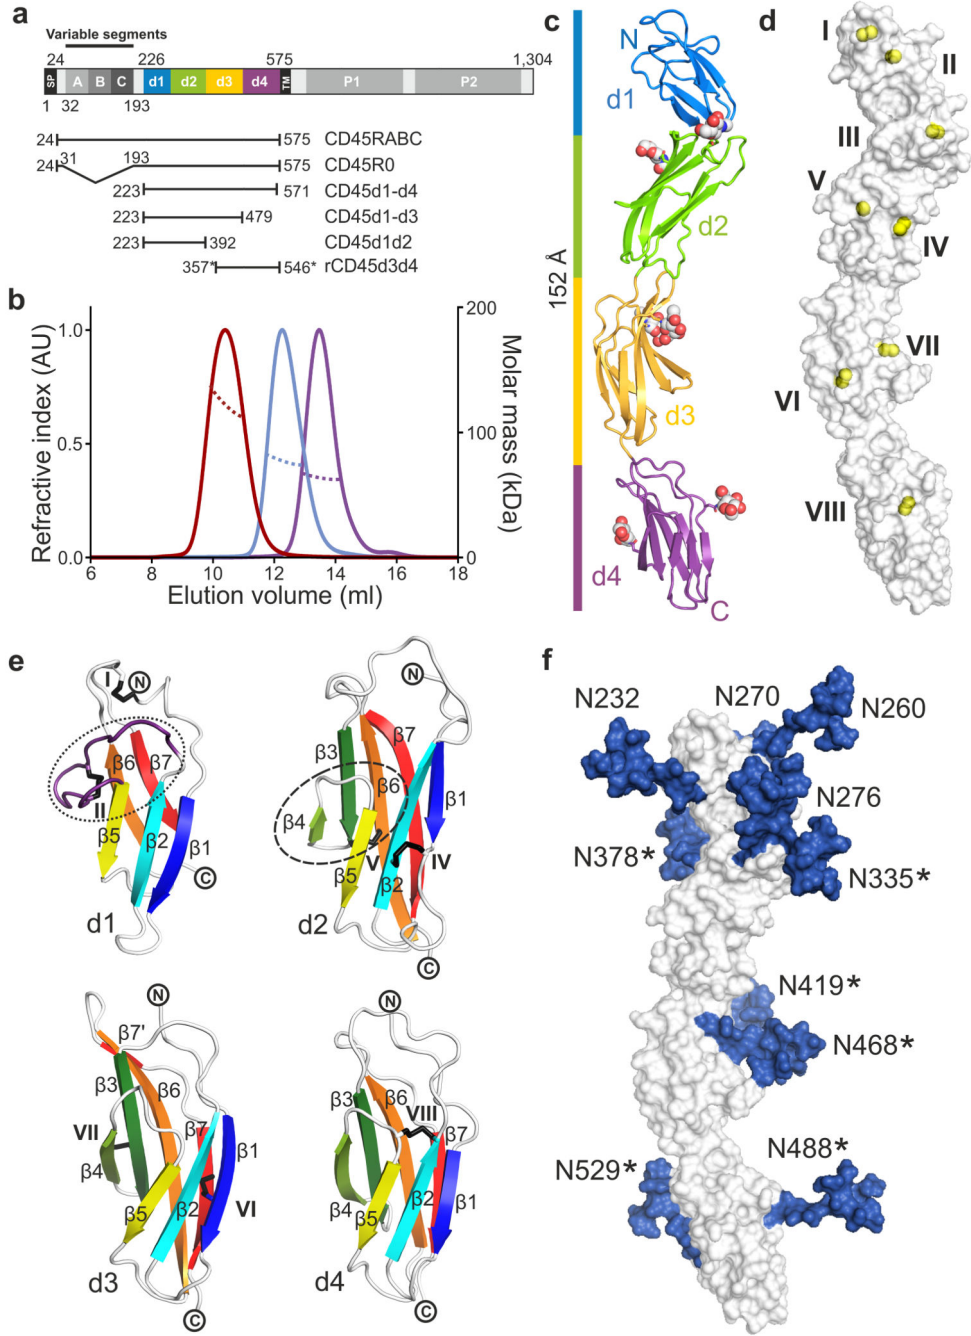 a
Variable segments
24 226 575 1,304
SP A B C d1 d2 d3 d4 TM P1 P2
1 32 193
24 575 CD45RABC
24 31 193 575 CD45R0
223 571 CD45d1-d4
223 479 CD45d1-d3
223 392 CD45d1d2
357* 546* rCD45d3d4
b
Refractive index (AU)
1.0
0.5
0.0
200
100
0
Molar mass (kDa)
6 8 10 12 14 16 18
Elution volume (ml)
c
152 Å
N
d1
d2
d3
d4
C
d
I
II
III
V
IV
VII
VI
VIII
e
I N
β6 β7
II
β5 β2 β1
C
d1
N
β3 β7
β6
β4 β1
V IV
β5 β2
d2
C
N
β7'
β3 β6
VII β7 β1
β4
β5 β2 VI
d3
C
N
β3 β6 VIII
β7
β4 β5 β2 β1
d4
C
f
N232 N270 N260
N276
N378* N335*
N419*
N468*
N529* N488*